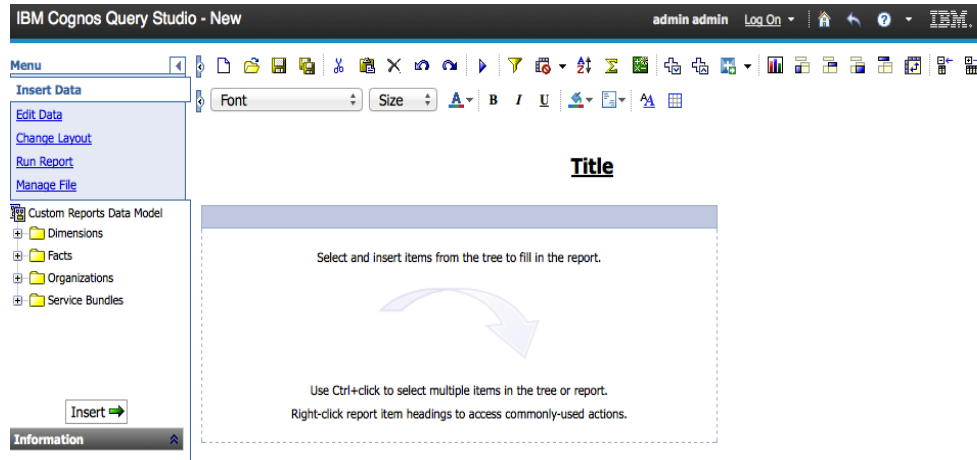 IBM Cognos Query Studio - New
admin admin Log On IBM.
Menu
Insert Data
Edit Data
Change Layout
Run Report
Manage File
Custom Reports Data Model
Dimensions
Facts
Organizations
Service Bundles
Insert
Information
Font Size A B I U AA
Title
Select and insert items from the tree to fill in the report.
Use Ctrl+click to select multiple items in the tree or report.
Right-click report item headings to access commonly-used actions.